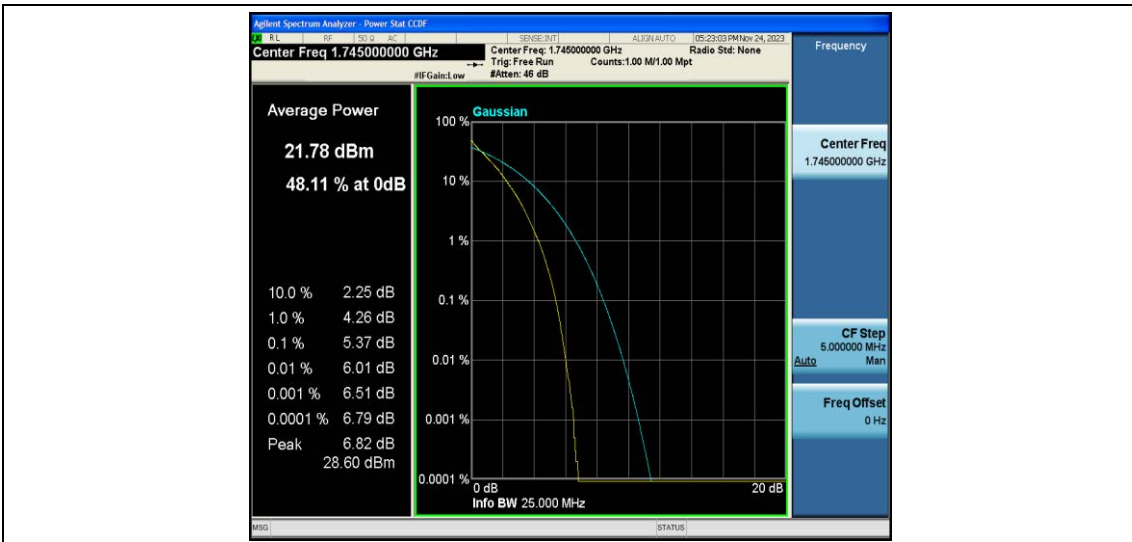 Agilent Spectrum Analyzer - Power Stat CCDF
RL RF 50 Ω AC SENSE:INT ALIGN AUTO 05:23:03 PM Nov 24, 2023
Center Freq 1.745000000 GHz
Center Freq: 1.745000000 GHz Radio Std: None
Trig: Free Run Counts:1.00 M/1.00 Mpt
#IFGain:Low #Atten: 46 dB
Frequency
Average Power
21.78 dBm
48.11 % at 0dB
10.0 % 2.25 dB
1.0 % 4.26 dB
0.1 % 5.37 dB
0.01 % 6.01 dB
0.001 % 6.51 dB
0.0001 % 6.79 dB
Peak 6.82 dB
28.60 dBm
Gaussian
100 %
10 %
1 %
0.1 %
0.01 %
0.001 %
0.0001 %
0 dB 20 dB
Info BW 25.000 MHz
Center Freq
1.745000000 GHz
CF Step
5.000000 MHz
Auto Man
Freq Offset
0 Hz
MSG STATUS